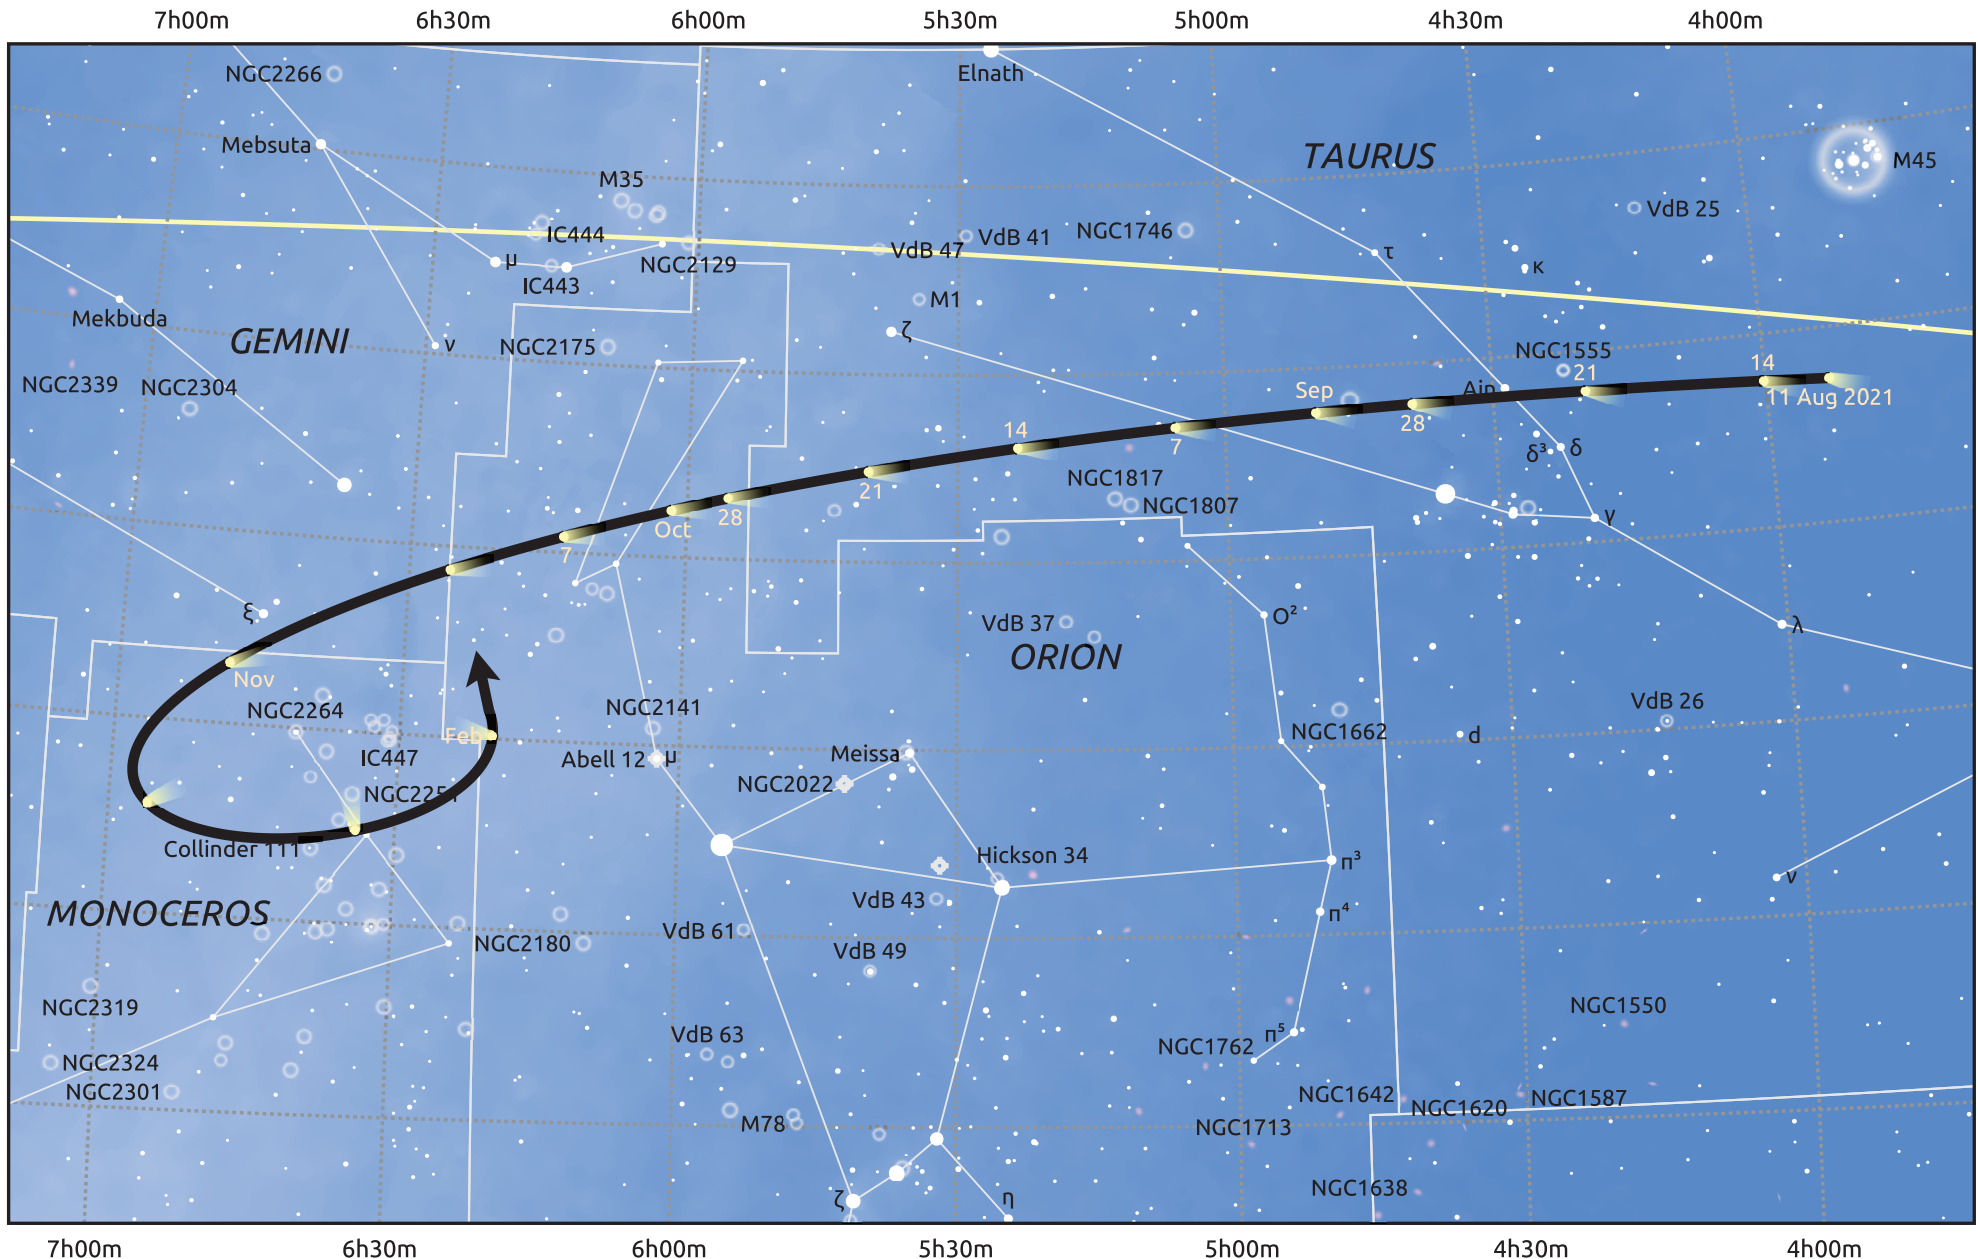 7h00m 6h30m 6h00m 5h30m 5h00m 4h30m 4h00m
NGC2266
Elnath
Mebsuta
TAURUS
M45
M35
VdB 25
IC444
VdB 47
VdB 41
NGC1746
μ
NGC2129
τ
κ
IC443
M1
Mekbuda
GEMINI
ν
NGC2175
ζ
NGC1555
14
21
NGC2339
NGC2304
Sep
Ain
11 Aug 2021
28
14
7
δ³
δ
NGC1817
21
NGC1807
28
Oct
γ
7
ξ
O²
VdB 37
λ
ORION
Nov
NGC2264
NGC2141
VdB 26
Feb
NGC1662
d
IC447
Abell 12
μ
Meissa
NGC2022
NGC2251
Collinder 111
Hickson 34
π³
ν
MONOCEROS
VdB 43
π⁴
VdB 61
NGC2180
VdB 49
NGC2319
NGC1550
VdB 63
π⁵
NGC1762
NGC2324
NGC2301
NGC1642
NGC1620
NGC1587
M78
NGC1713
NGC1638
ζ
η
7h00m 6h30m 6h00m 5h30m 5h00m 4h30m 4h00m